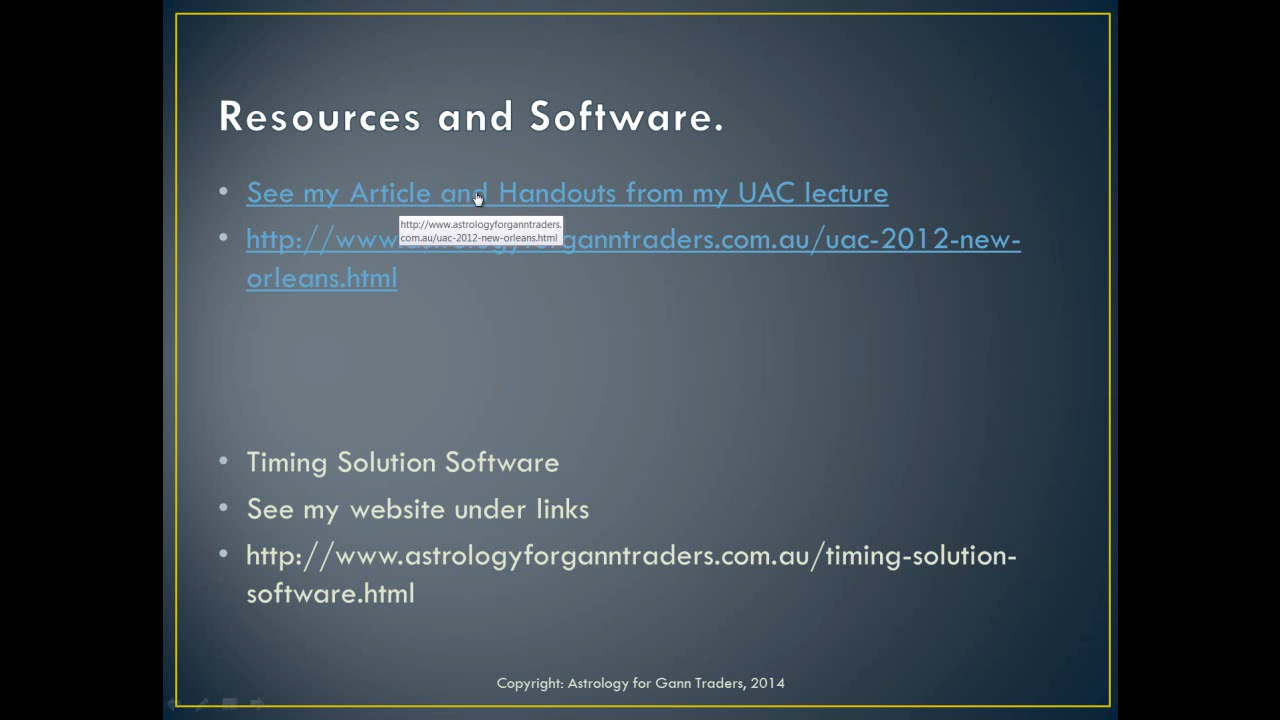 Resources and Software.
• See my Article and Handouts from my UAC lecture
http://www.astrologyforganntraders.
com.au/uac-2012-new-orleans.html
• http://www.astrologyforganntraders.com.au/uac-2012-new-
orleans.html
• Timing Solution Software
• See my website under links
• http://www.astrologyforganntraders.com.au/timing-solution-
software.html
Copyright: Astrology for Gann Traders, 2014